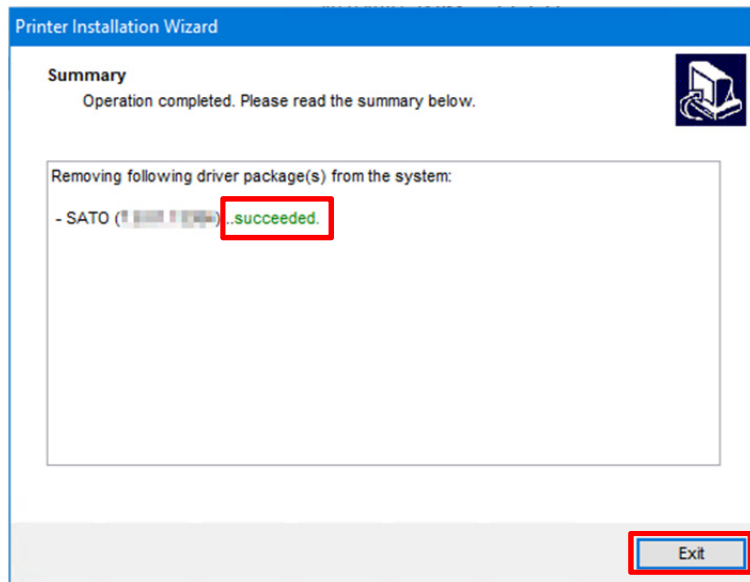 Printer Installation Wizard
Summary
Operation completed. Please read the summary below.
Removing following driver package(s) from the system:
- SATO ( ) ..succeeded.
Exit